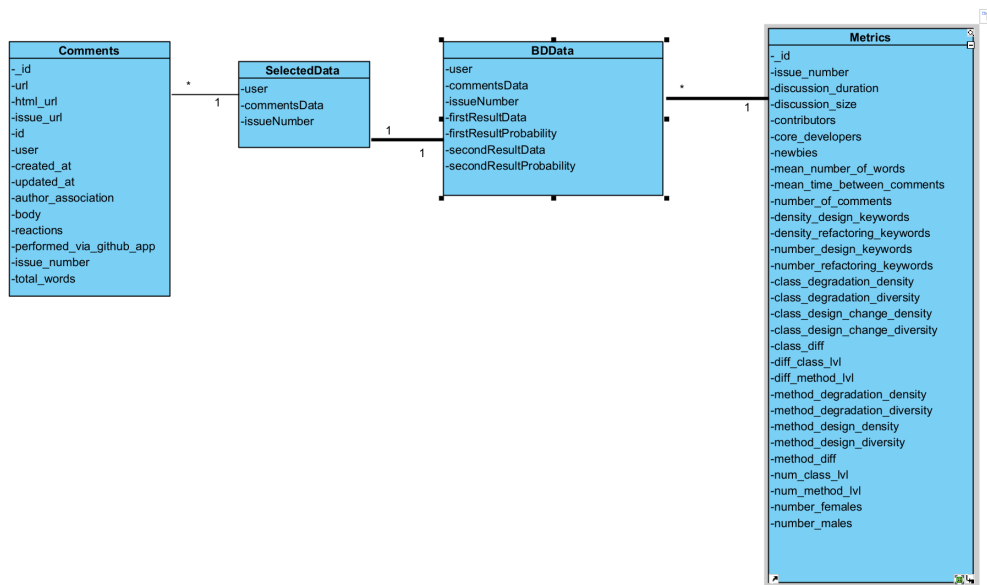 Comments
-_id
-url
-html_url
-issue_url
-id
-user
-created_at
-updated_at
-author_association
-body
-reactions
-performed_via_github_app
-issue_number
-total_words
*
1
SelectedData
-user
-commentsData
-issueNumber
1
1
BDData
-user
-commentsData
-issueNumber
-firstResultData
-firstResultProbability
-secondResultData
-secondResultProbability
*
1
Metrics
-_id
-issue_number
-discussion_duration
-discussion_size
-contributors
-core_developers
-newbies
-mean_number_of_words
-mean_time_between_comments
-number_of_comments
-density_design_keywords
-density_refactoring_keywords
-number_design_keywords
-number_refactoring_keywords
-class_degradation_density
-class_degradation_diversity
-class_design_change_density
-class_design_change_diversity
-class_diff
-diff_class_lvl
-diff_method_lvl
-method_degradation_density
-method_degradation_diversity
-method_design_density
-method_design_diversity
-method_diff
-num_class_lvl
-num_method_lvl
-number_females
-number_males